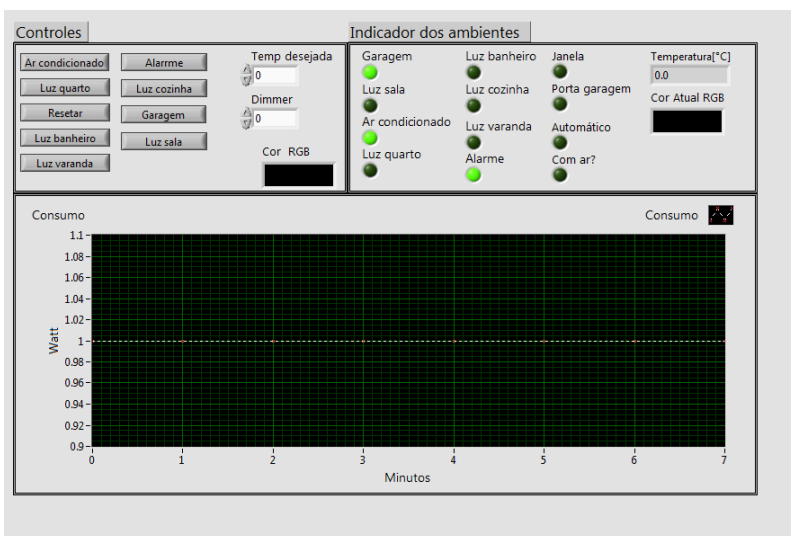 Controles
Ar condicionado
Alarrme
Temp desejada
Luz quarto
Luz cozinha
0
Resetar
Garagem
Dimmer
Luz banheiro
Luz sala
0
Luz varanda
Cor RGB
Indicador dos ambientes
Garagem
Luz banheiro
Janela
Temperatura[°C]
0.0
Luz sala
Luz cozinha
Porta garagem
Cor Atual RGB
Ar condicionado
Luz varanda
Automático
Luz quarto
Alarme
Com ar?
Consumo
Consumo
1.1
1.08
1.06
1.04
1.02
1
0.98
0.96
0.94
0.92
0.9
Watt
0 1 2 3 4 5 6 7
Minutos